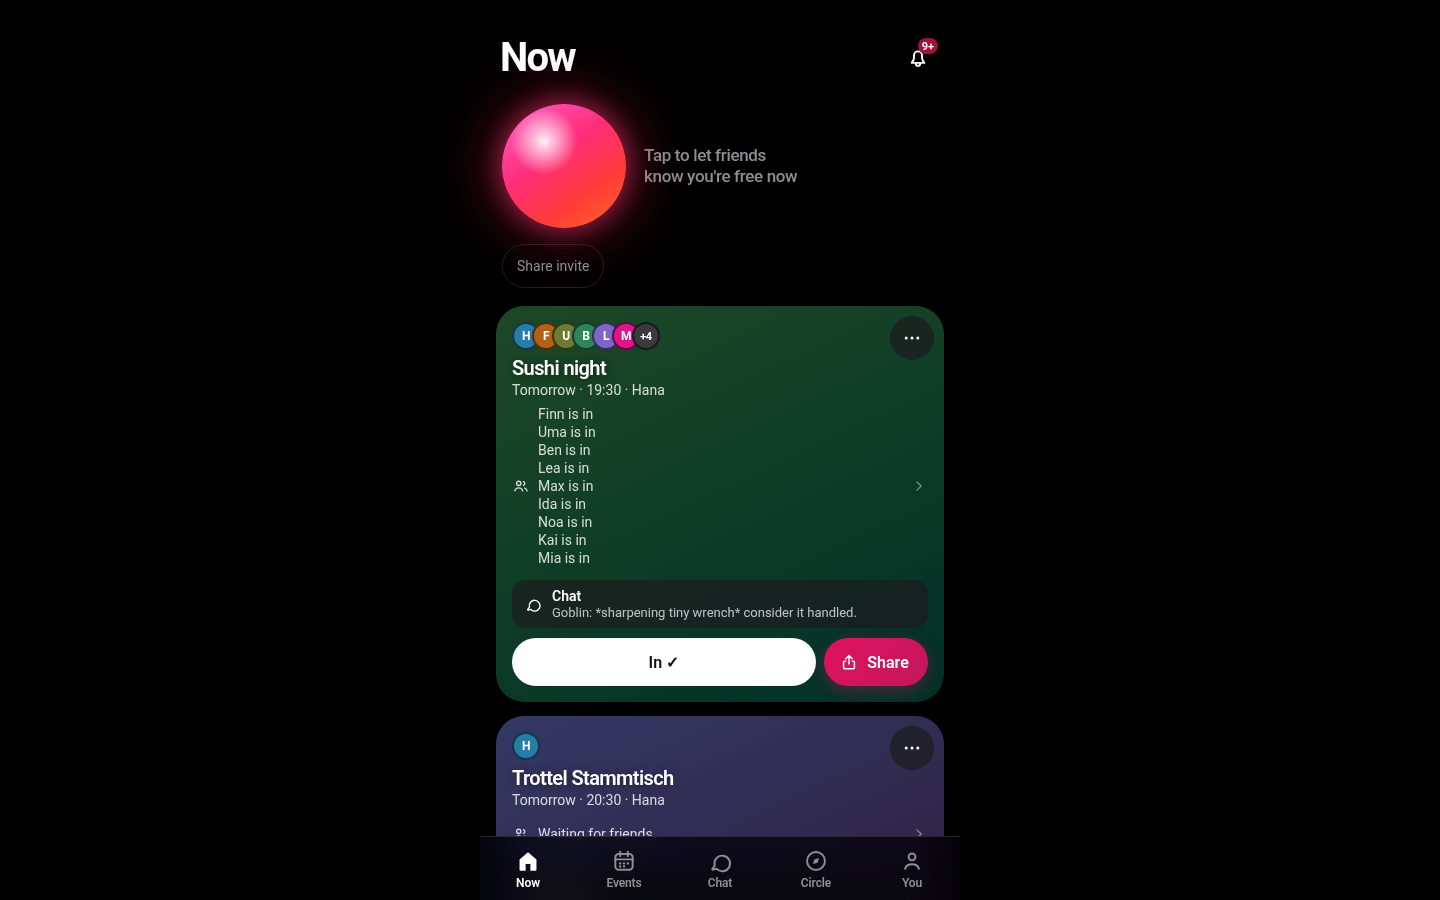 Now
9+
Tap to let friends
know you're free now
Share invite
H F U B L M +4
Sushi night
Tomorrow · 19:30 · Hana
Finn is in
Uma is in
Ben is in
Lea is in
Max is in
Ida is in
Noa is in
Kai is in
Mia is in
Chat
Goblin: *sharpening tiny wrench* consider it handled.
In ✓
Share
H
Trottel Stammtisch
Tomorrow · 20:30 · Hana
Waiting for friends
Now
Events
Chat
Circle
You